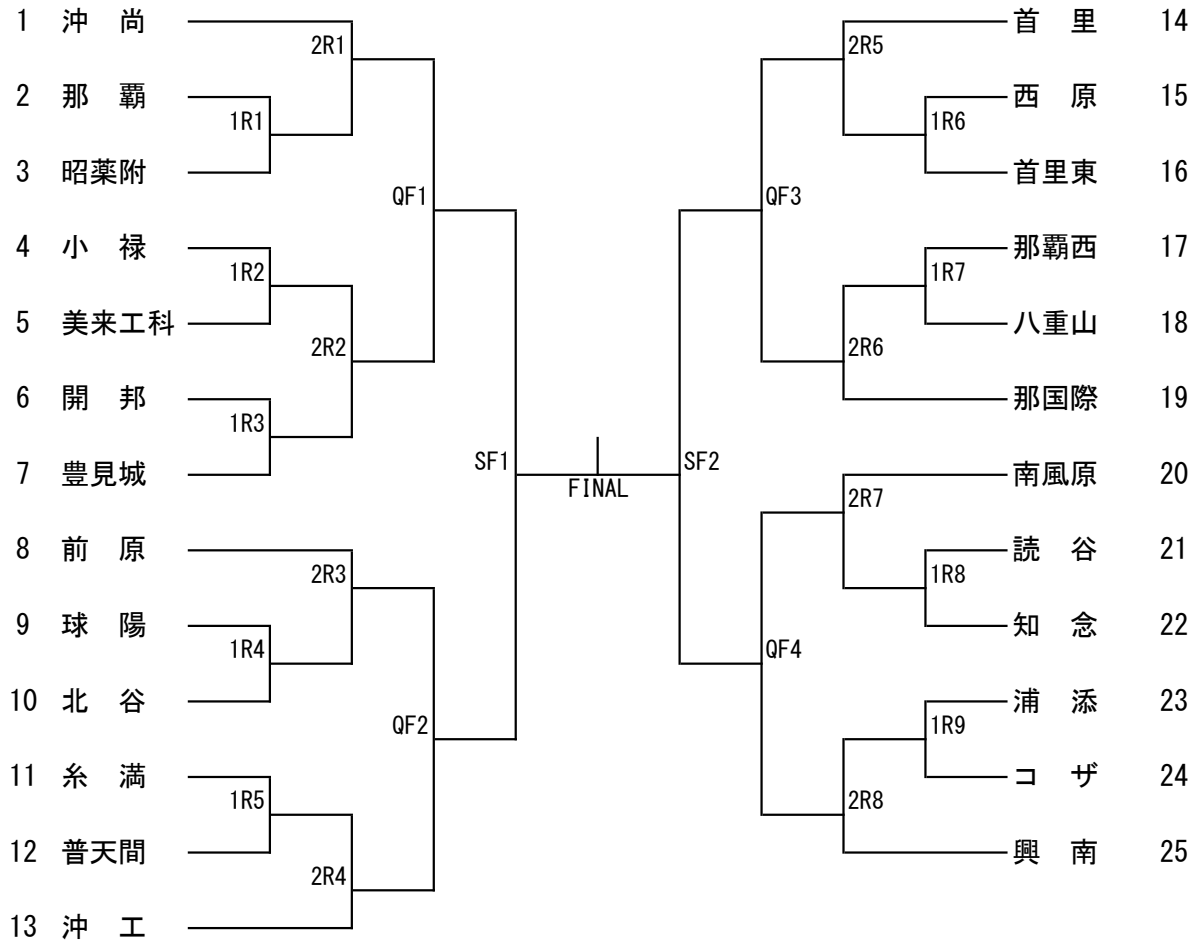 1 沖 尚
2R1
2 那 覇
1R1
3 昭薬附
QF1
4 小 禄
1R2
5 美来工科
2R2
6 開 邦
1R3
7 豊見城
SF1
8 前 原
2R3
9 球 陽
1R4
10 北 谷
QF2
11 糸 満
1R5
12 普天間
2R4
13 沖 工
FINAL
首 里 14
2R5
西 原 15
1R6
首里東 16
QF3
那覇西 17
1R7
八重山 18
2R6
那国際 19
SF2
南風原 20
2R7
読 谷 21
1R8
知 念 22
QF4
浦 添 23
1R9
コ ザ 24
2R8
興 南 25